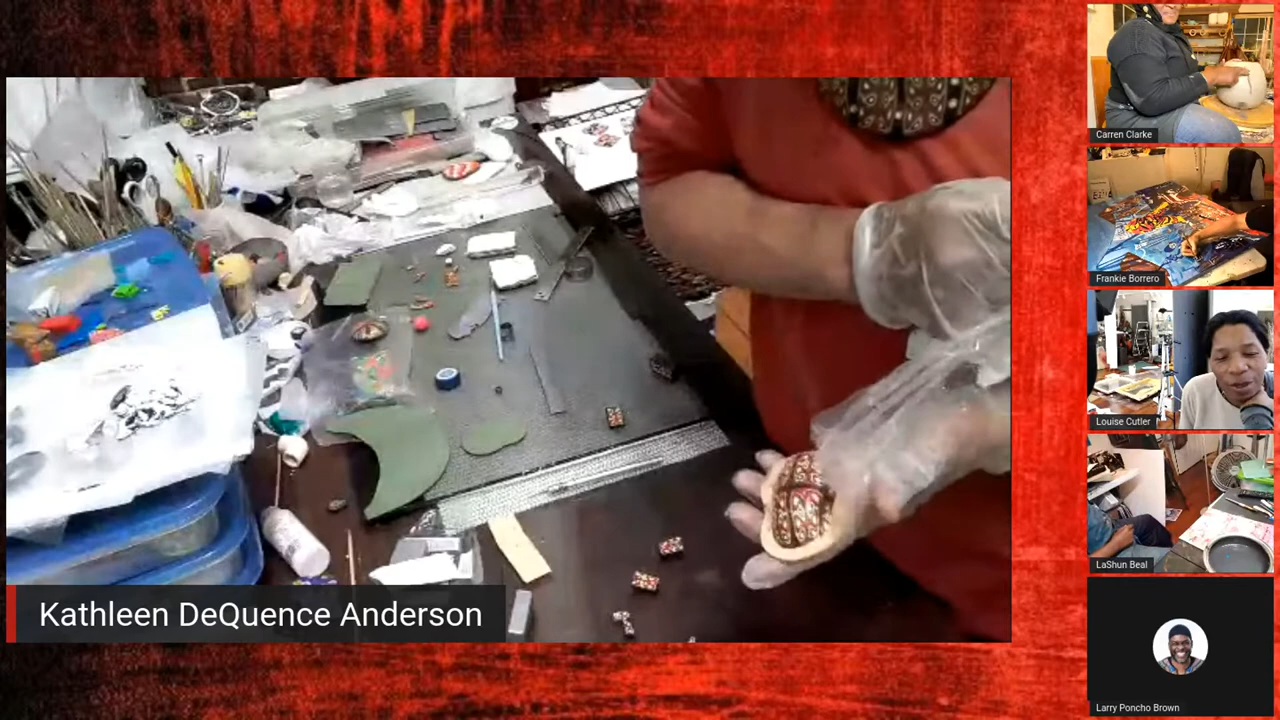 Kathleen DeQuence Anderson
Carren Clarke
Frankie Borrero
Louise Cutler
LaShun Beal
Larry Poncho Brown